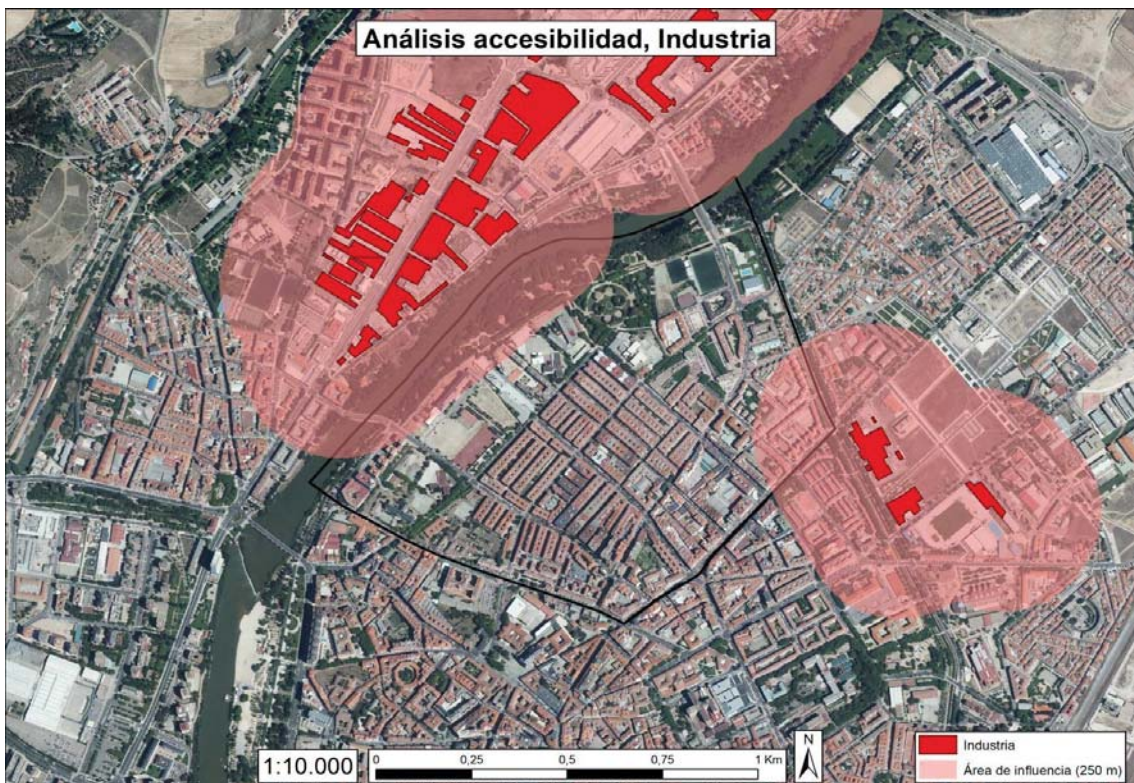 Análisis accesibilidad, Industria
1:10.000
0 0,25 0,5 0,75 1 Km
N
Industria
Área de influencia (250 m)